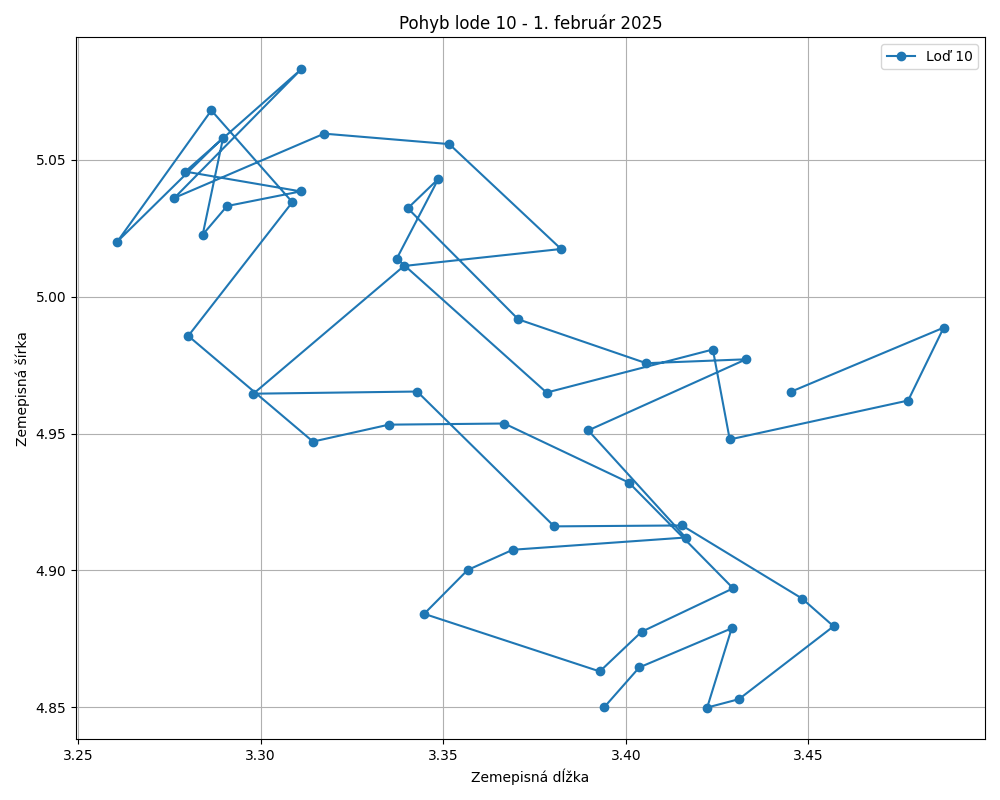 Pohyb lode 10 - 1. február 2025
Loď 10
Zemepisná šírka
5.05
5.00
4.95
4.90
4.85
3.25 3.30 3.35 3.40 3.45
Zemepisná dĺžka